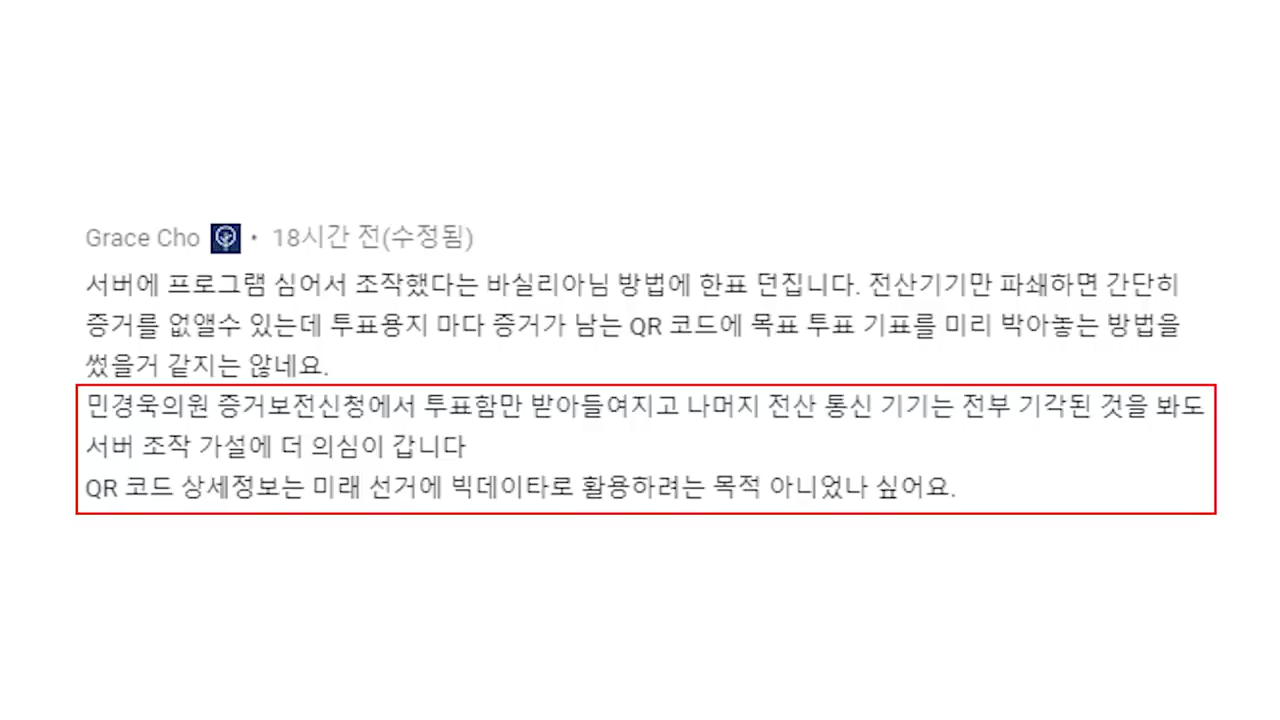 Grace Cho • 18시간 전(수정됨)
서버에 프로그램 심어서 조작했다는 바실리아님 방법에 한표 던집니다. 전산기기만 파쇄하면 간단히
증거를 없앨수 있는데 투표용지 마다 증거가 남는 QR 코드에 목표 투표 기표를 미리 박아놓는 방법을
썼을거 같지는 않네요.
민경욱의원 증거보전신청에서 투표함만 받아들여지고 나머지 전산 통신 기기는 전부 기각된 것을 봐도
서버 조작 가설에 더 의심이 갑니다
QR 코드 상세정보는 미래 선거에 빅데이타로 활용하려는 목적 아니었나 싶어요.